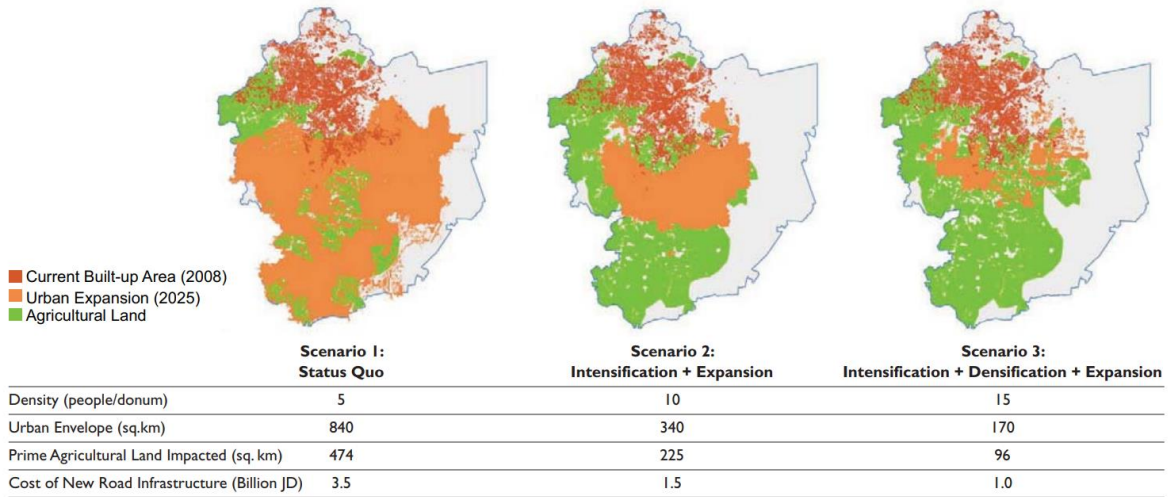 Current Built-up Area (2008)
Urban Expansion (2025)
Agricultural Land
Scenario 1:
Status Quo
Scenario 2:
Intensification + Expansion
Scenario 3:
Intensification + Densification + Expansion
Density (people/donum) 5 10 15
Urban Envelope (sq.km) 840 340 170
Prime Agricultural Land Impacted (sq. km) 474 225 96
Cost of New Road Infrastructure (Billion JD) 3.5 1.5 1.0